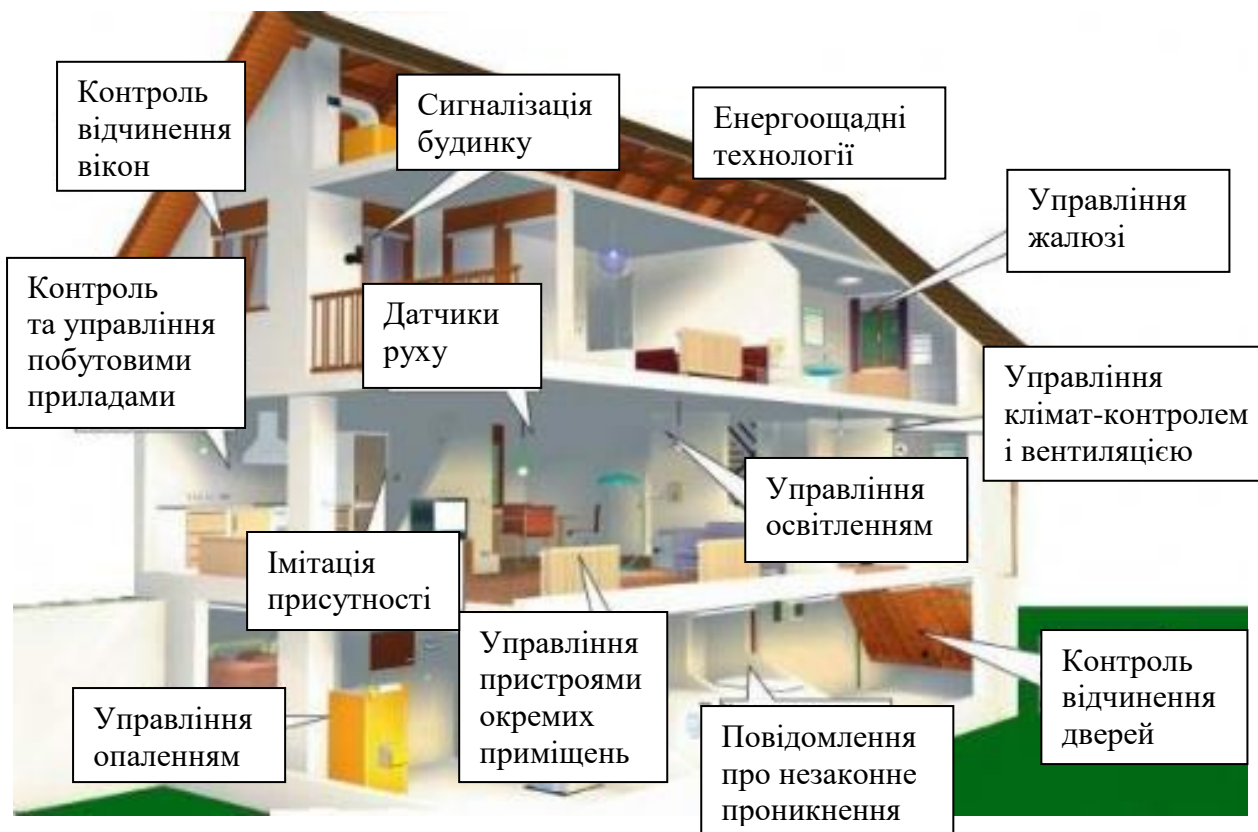 Контроль
відчинення
вікон
Сигналізація
будинку
Енергоощадні
технології
Управління
жалюзі
Контроль
та управління
побутовими
приладами
Датчики
руху
Управління
клімат-контролем
і вентиляцією
Управління
освітленням
Імітація
присутності
Управління
пристроями
окремих
приміщень
Контроль
відчинення
дверей
Управління
опаленням
Повідомлення
про незаконне
проникнення